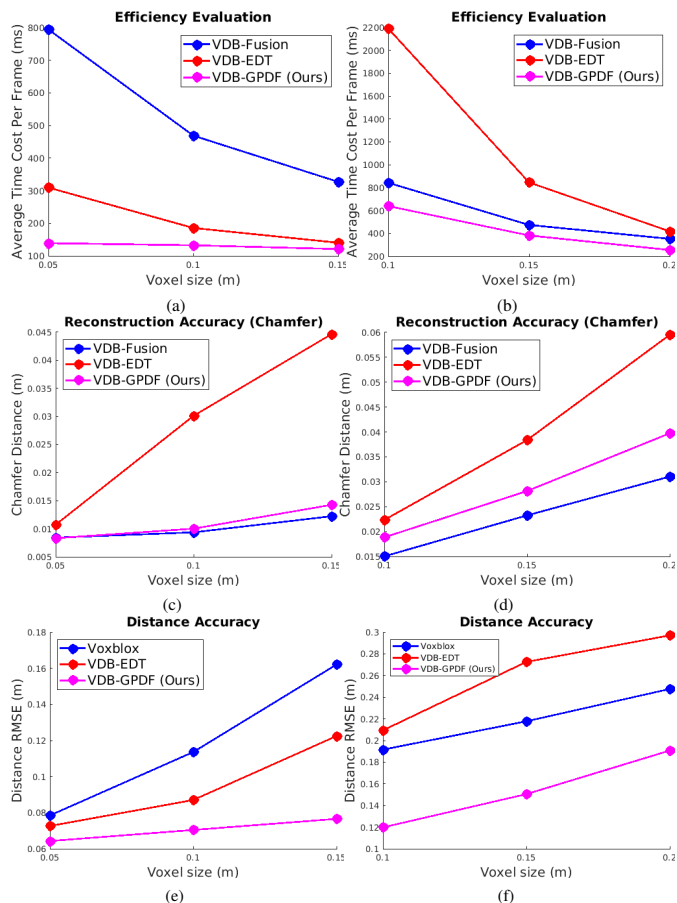 Efficiency Evaluation
Average Time Cost Per Frame (ms)
800
700
600
500
400
300
200
100
VDB-Fusion
VDB-EDT
VDB-GPDF (Ours)
0.05
0.1
0.15
Voxel size (m)
(a)
Efficiency Evaluation
Average Time Cost Per Frame (ms)
2200
2000
1800
1600
1400
1200
1000
800
600
400
200
VDB-Fusion
VDB-EDT
VDB-GPDF (Ours)
0.1
0.15
0.2
Voxel size (m)
(b)
Reconstruction Accuracy (Chamfer)
Chamfer Distance (m)
0.045
0.04
0.035
0.03
0.025
0.02
0.015
0.01
0.005
VDB-Fusion
VDB-EDT
VDB-GPDF (Ours)
0.05
0.1
0.15
Voxel size (m)
(c)
Reconstruction Accuracy (Chamfer)
Chamfer Distance (m)
0.06
0.055
0.05
0.045
0.04
0.035
0.03
0.025
0.02
0.015
VDB-Fusion
VDB-EDT
VDB-GPDF (Ours)
0.1
0.15
0.2
Voxel size (m)
(d)
Distance Accuracy
Distance RMSE (m)
0.18
0.16
0.14
0.12
0.1
0.08
0.06
Voxblox
VDB-EDT
VDB-GPDF (Ours)
0.05
0.1
0.15
Voxel size (m)
(e)
Distance Accuracy
Distance RMSE (m)
0.3
0.28
0.26
0.24
0.22
0.2
0.18
0.16
0.14
0.12
0.1
Voxblox
VDB-EDT
VDB-GPDF (Ours)
0.1
0.15
0.2
Voxel size (m)
(f)